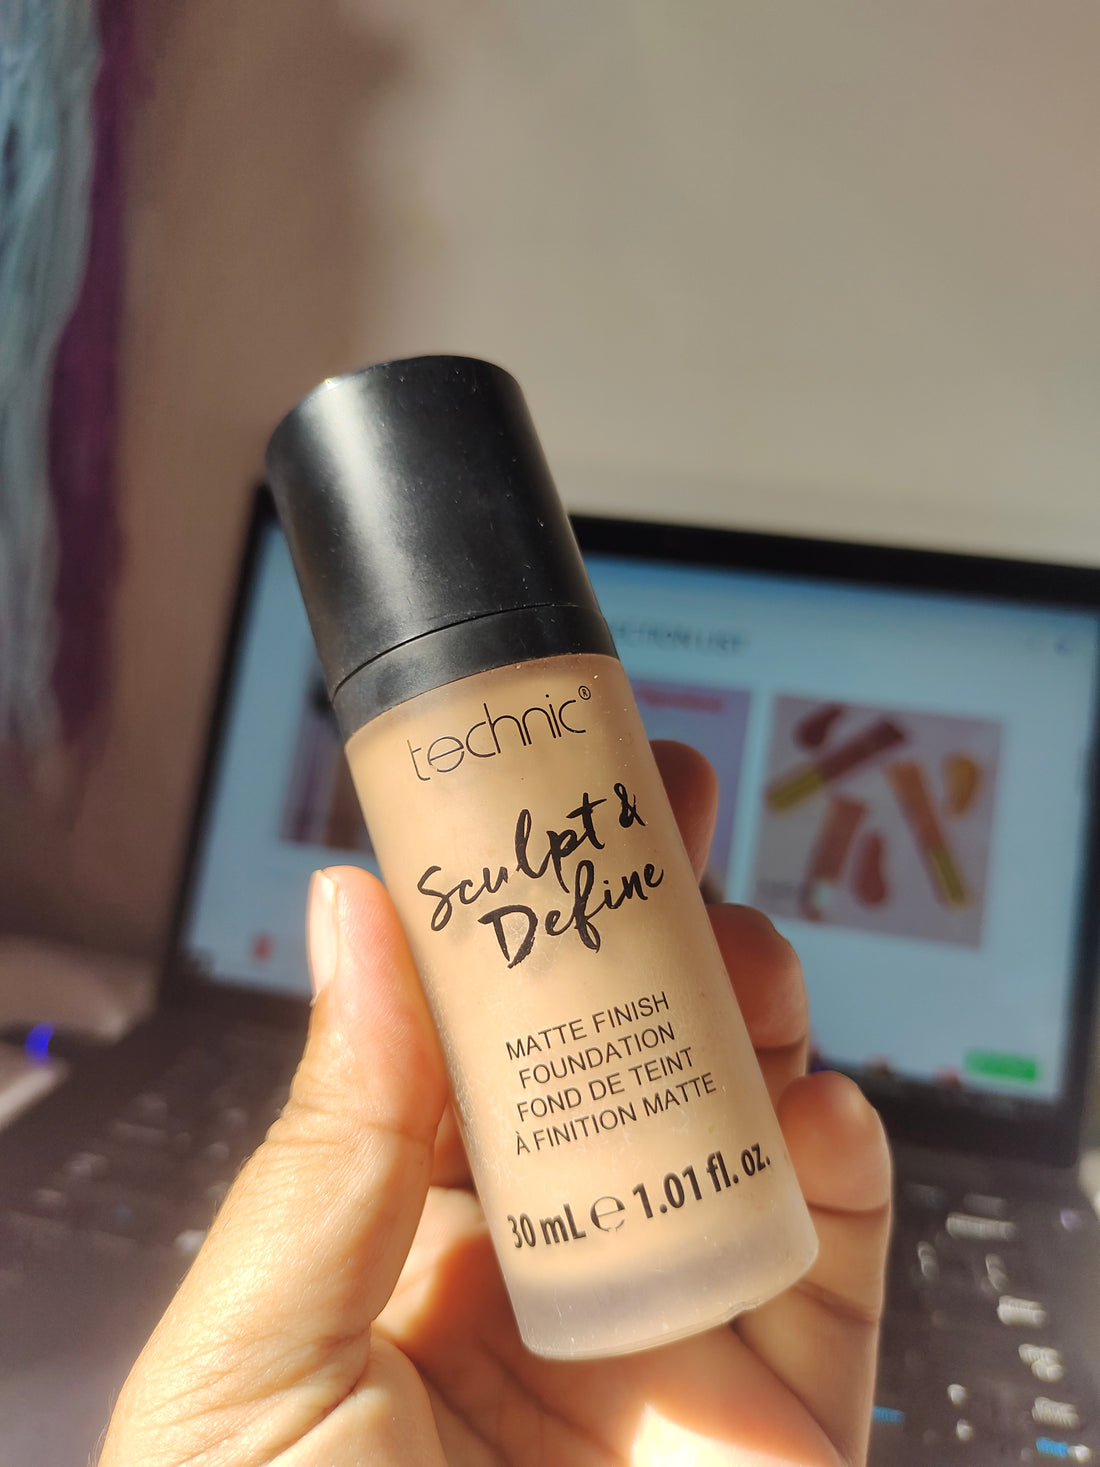 technic®
Sculpt &
Define
MATTE FINISH
FOUNDATION
FOND DE TEINT
À FINITION MATTE
30 mL ℮ 1.01 fl. oz.